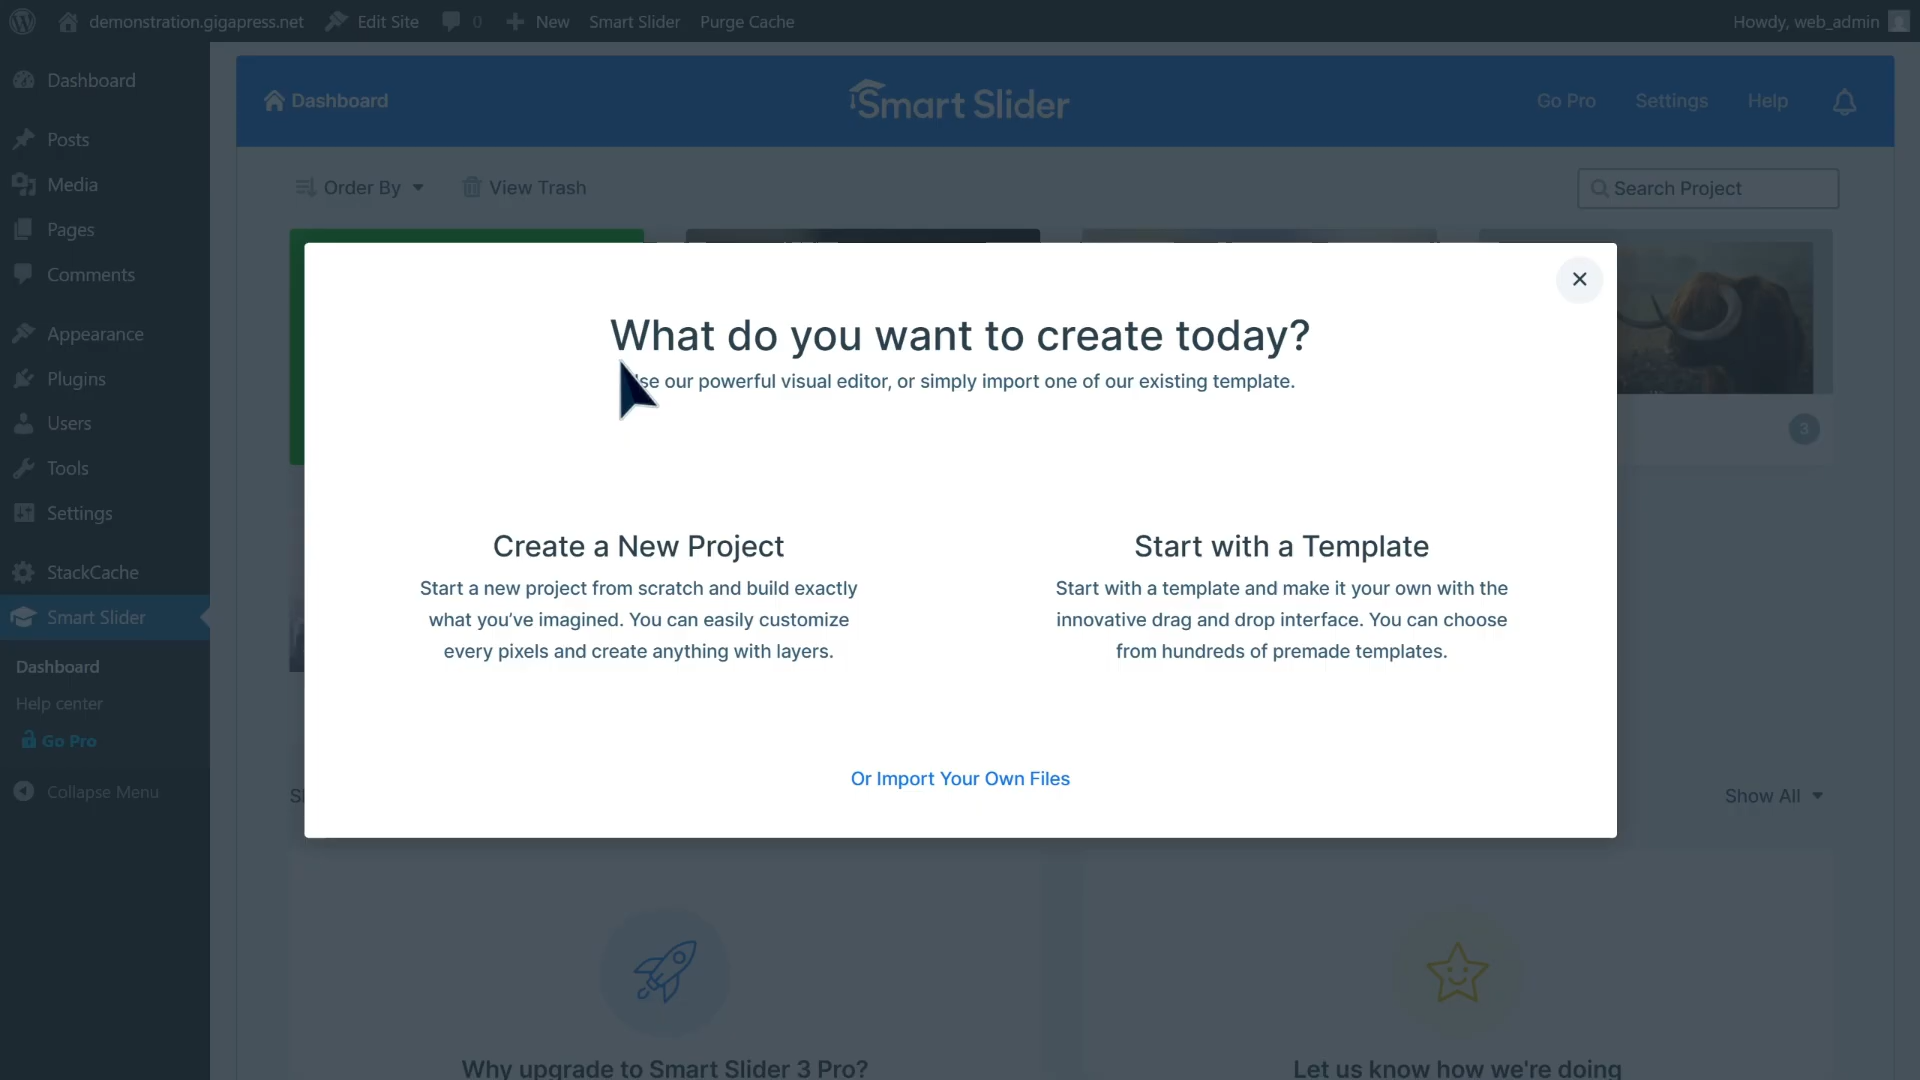 demonstration.gigapress.net
Edit Site
0
New
Smart Slider
Purge Cache
Howdy, web_admin
Dashboard
Posts
Media
Pages
Comments
Appearance
Plugins
Users
Tools
Settings
StackCache
Smart Slider
Dashboard
Help center
Go Pro
Collapse Menu
Dashboard
Smart Slider
Go Pro
Settings
Help
Order By
View Trash
Search Project
What do you want to create today?
our powerful visual editor, or simply import one of our existing template.
3
Create a New Project
Start a new project from scratch and build exactly
what you’ve imagined. You can easily customize
every pixels and create anything with layers.
Start with a Template
Start with a template and make it your own with the
innovative drag and drop interface. You can choose
from hundreds of premade templates.
Or Import Your Own Files
Show All
Why upgrade to Smart Slider 3 Pro?
Let us know how we're doing